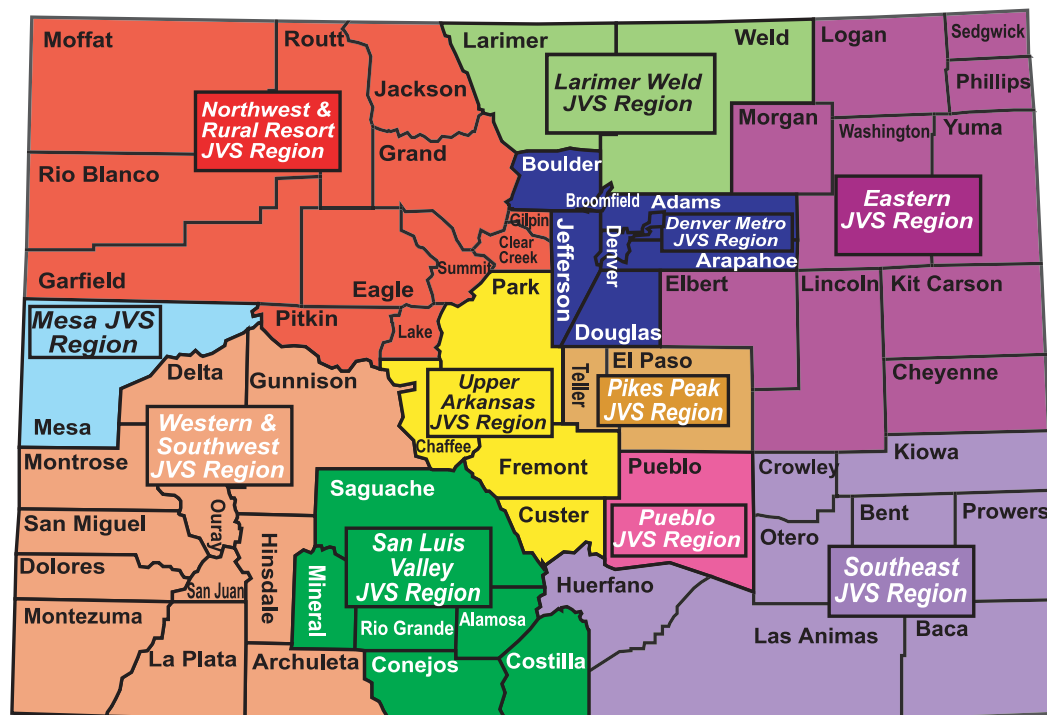 Moffat
Routt
Larimer
Weld
Logan
Sedgwick
Phillips
Jackson
Northwest &
Rural Resort
JVS Region
Larimer Weld
JVS Region
Morgan
Washington
Yuma
Grand
Boulder
Rio Blanco
Broomfield
Adams
Eastern
JVS Region
Gilpin
Jefferson
Denver
Denver Metro
JVS Region
Clear
Creek
Arapahoe
Summit
Garfield
Eagle
Park
Elbert
Lincoln
Kit Carson
Mesa JVS
Region
Pitkin
Lake
Douglas
Delta
Gunnison
Teller
El Paso
Cheyenne
Upper
Arkansas
JVS Region
Pikes Peak
JVS Region
Mesa
Western &
Southwest
JVS Region
Chaffee
Montrose
Kiowa
Saguache
Fremont
Pueblo
Crowley
San Miguel
Ouray
Custer
Pueblo
JVS Region
Otero
Bent
Prowers
Hinsdale
San Luis
Valley
JVS Region
Dolores
San Juan
Mineral
Huerfano
Southeast
JVS Region
Montezuma
Rio Grande
Alamosa
Las Animas
Baca
La Plata
Archuleta
Conejos
Costilla